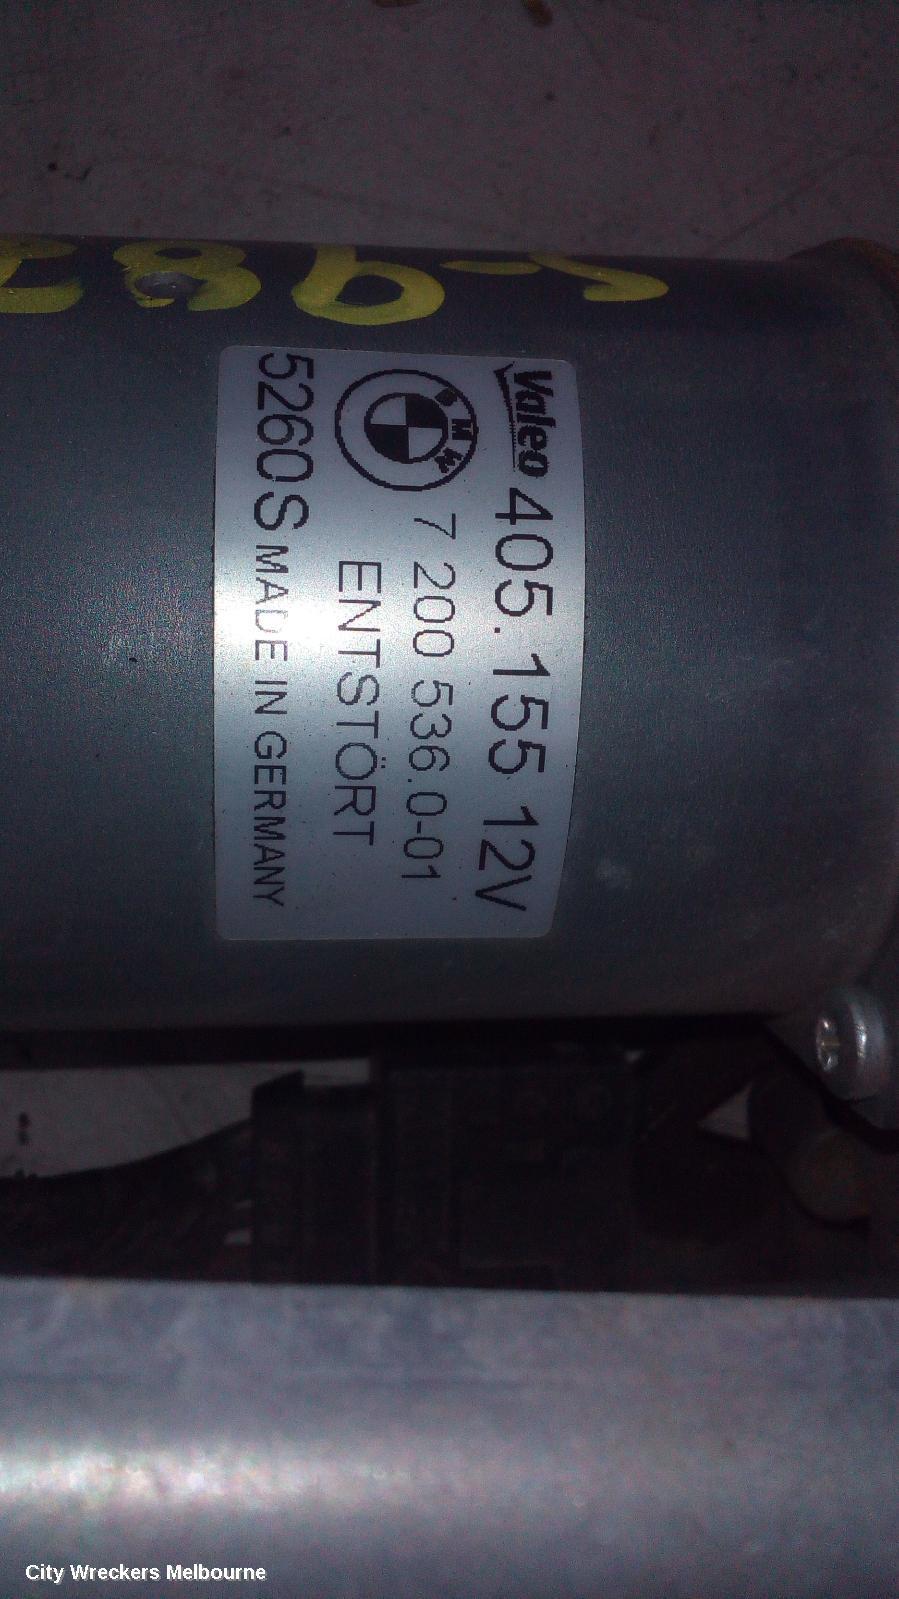 Valeo 405.155 12V
BMW 7 200 536.0-01
ENTSTÖRT
5260S MADE IN GERMANY
City Wreckers Melbourne